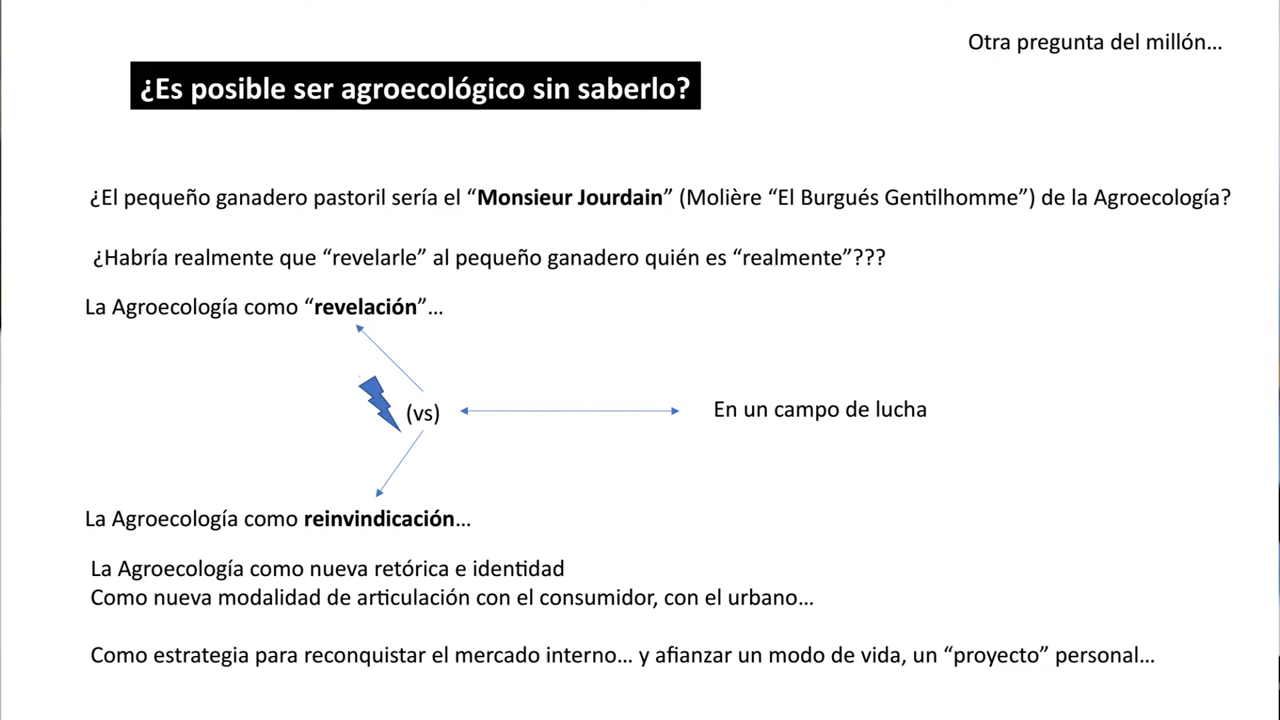 Otra pregunta del millón...
¿Es posible ser agroecológico sin saberlo?
¿El pequeño ganadero pastoril sería el “Monsieur Jourdain” (Molière “El Burgués Gentilhomme”) de la Agroecología?
¿Habría realmente que “revelarle” al pequeño ganadero quién es “realmente”???
La Agroecología como “revelación”...
(vs)
En un campo de lucha
La Agroecología como reinvindicación...
La Agroecología como nueva retórica e identidad
Como nueva modalidad de articulación con el consumidor, con el urbano...
Como estrategia para reconquistar el mercado interno... y afianzar un modo de vida, un “proyecto” personal...